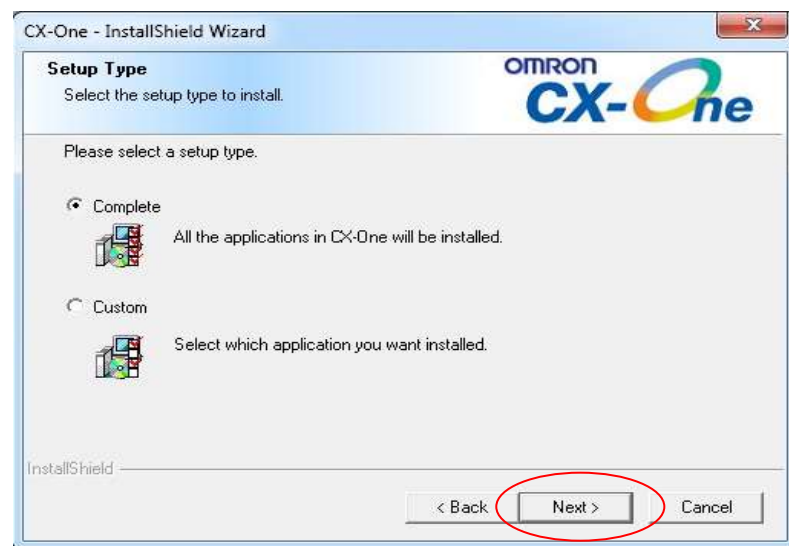 CX-One - InstallShield Wizard
Setup Type
Select the setup type to install.
OMRON
CX-One
Please select a setup type.
Complete
All the applications in CX-One will be installed.
Custom
Select which application you want installed.
InstallShield
< Back Next > Cancel